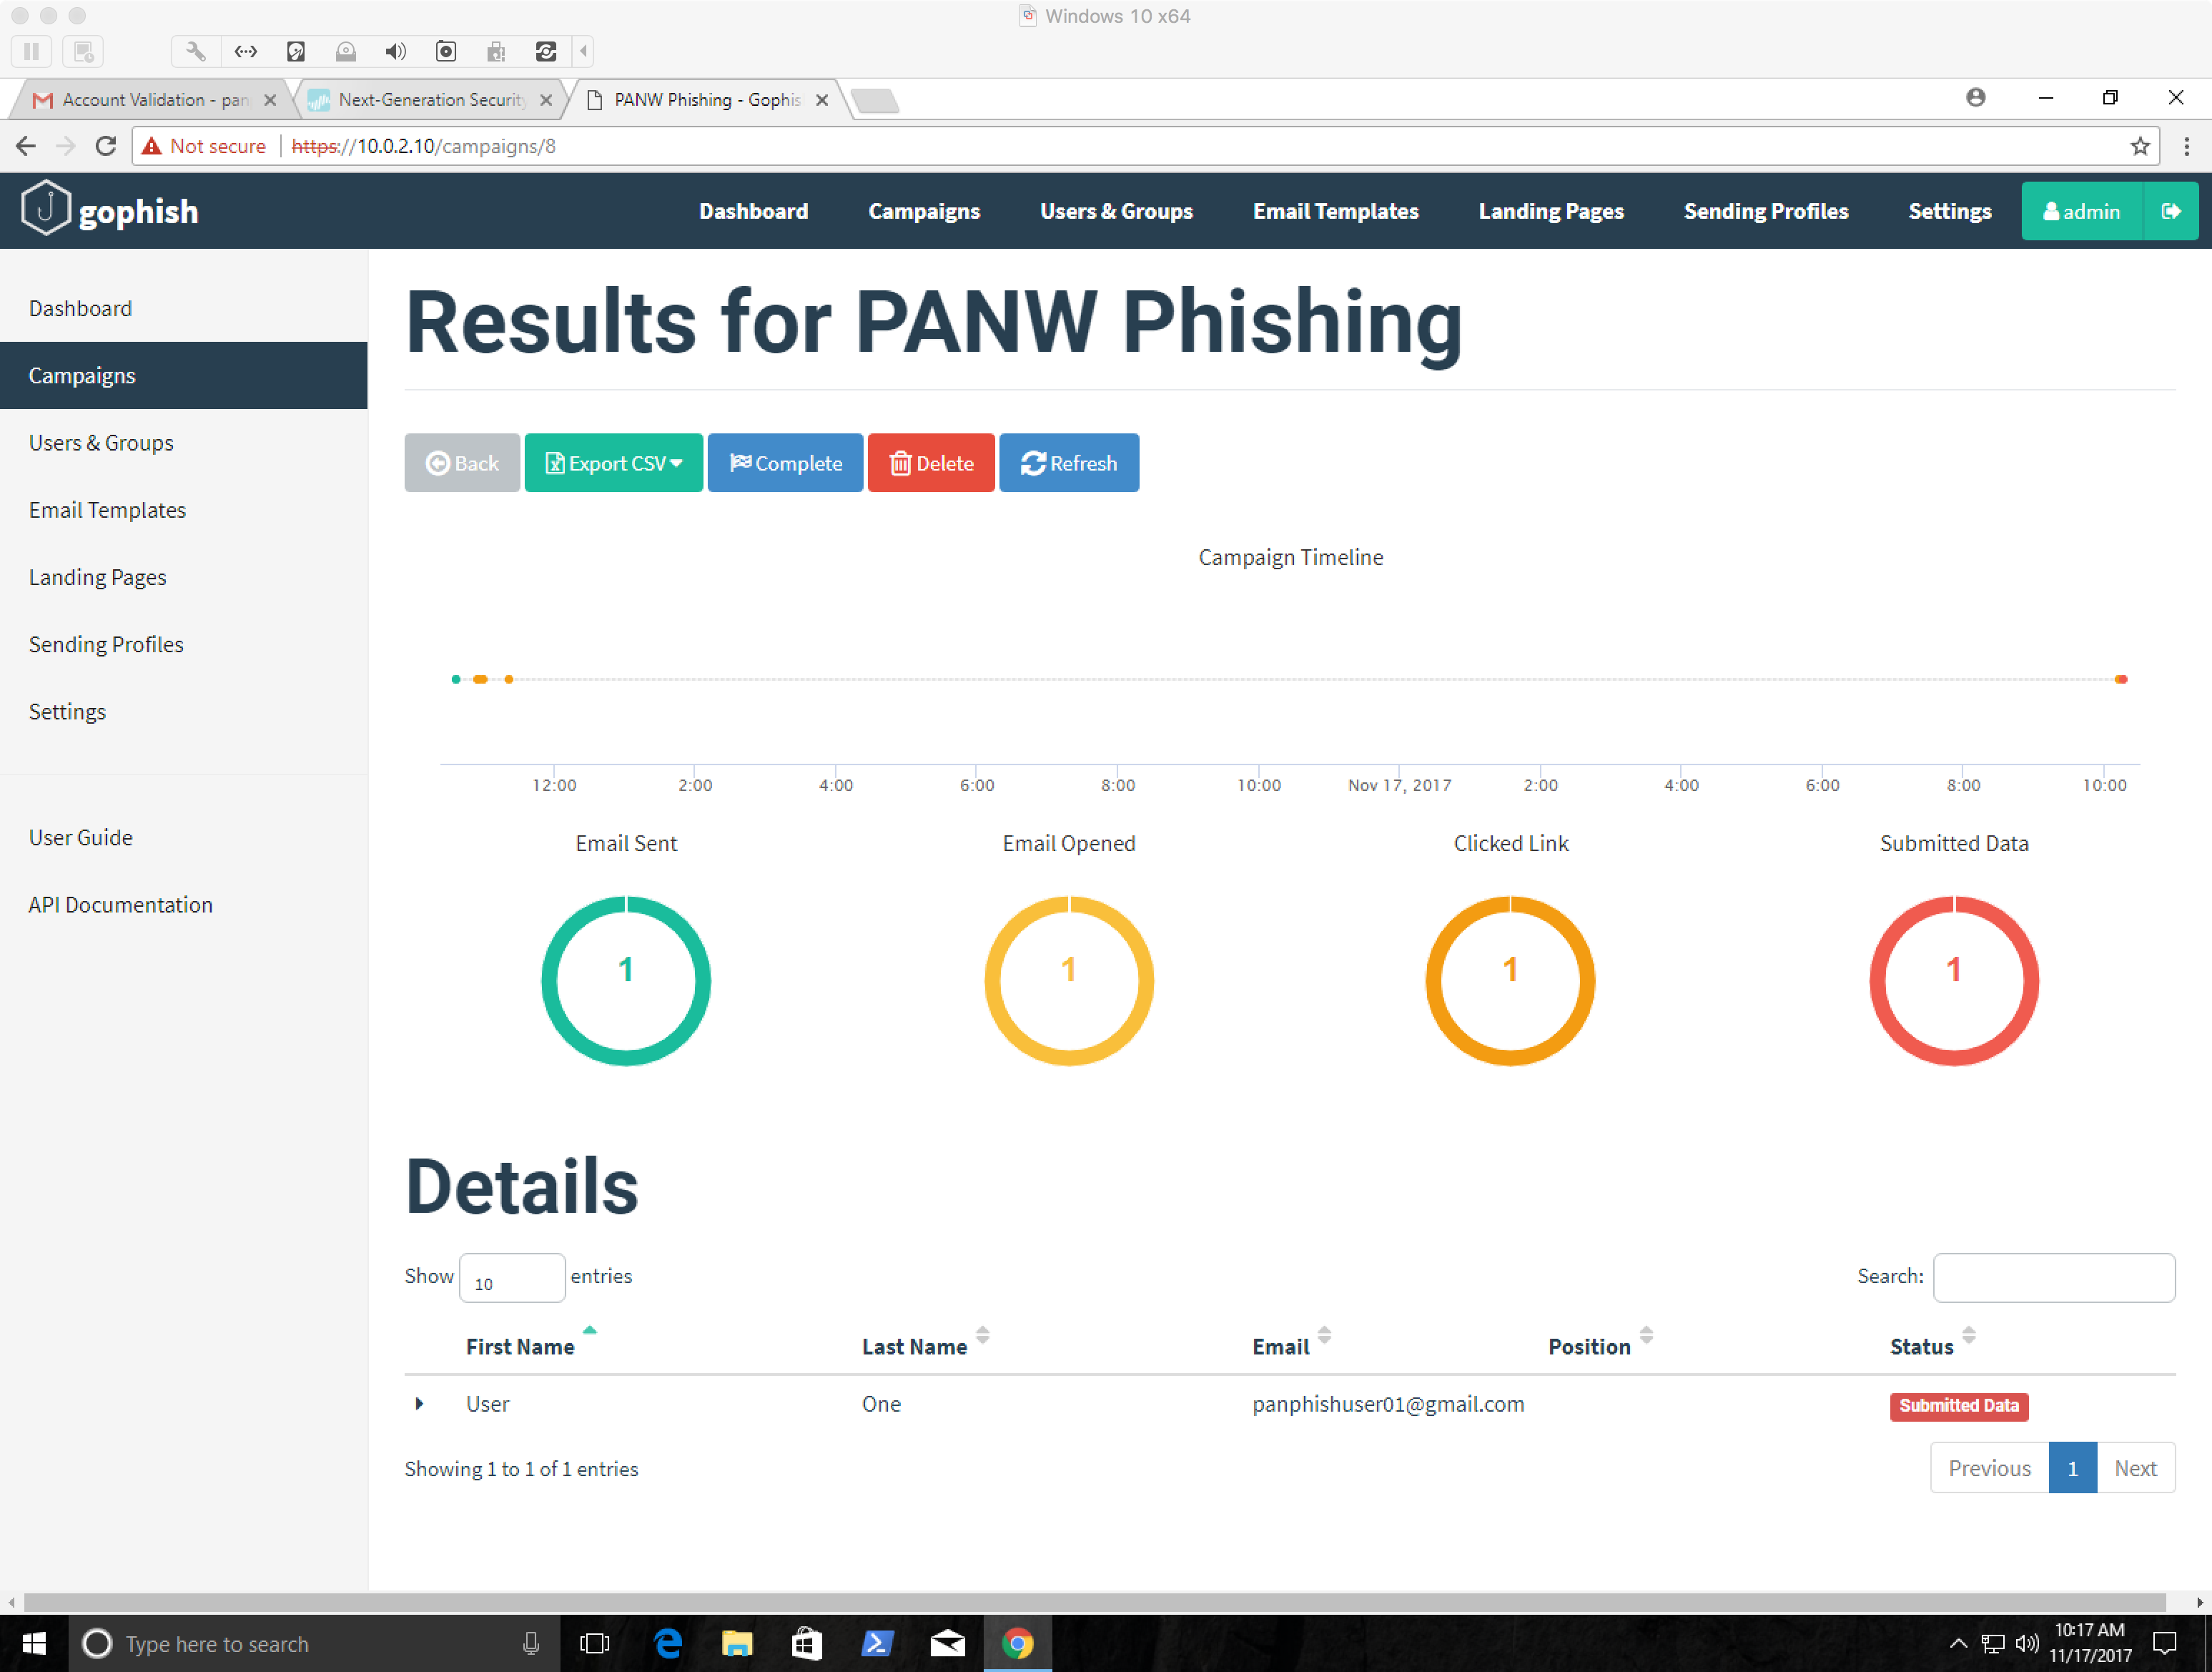 Windows 10 x64
Account Validation - pan
Next-Generation Security
PANW Phishing - Gophis
Not secure
https://10.0.2.10/campaigns/8
gophish
Dashboard
Campaigns
Users & Groups
Email Templates
Landing Pages
Sending Profiles
Settings
admin
Dashboard
Campaigns
Users & Groups
Email Templates
Landing Pages
Sending Profiles
Settings
User Guide
API Documentation
Results for PANW Phishing
Back
Export CSV
Complete
Delete
Refresh
Campaign Timeline
12:00 2:00 4:00 6:00 8:00 10:00 Nov 17, 2017 2:00 4:00 6:00 8:00 10:00
Email Sent
Email Opened
Clicked Link
Submitted Data
1
1
1
1
Details
Show 10 entries
Search:
First Name Last Name Email Position Status
User One panphishuser01@gmail.com Submitted Data
Showing 1 to 1 of 1 entries
Previous 1 Next
Type here to search
10:17 AM
11/17/2017